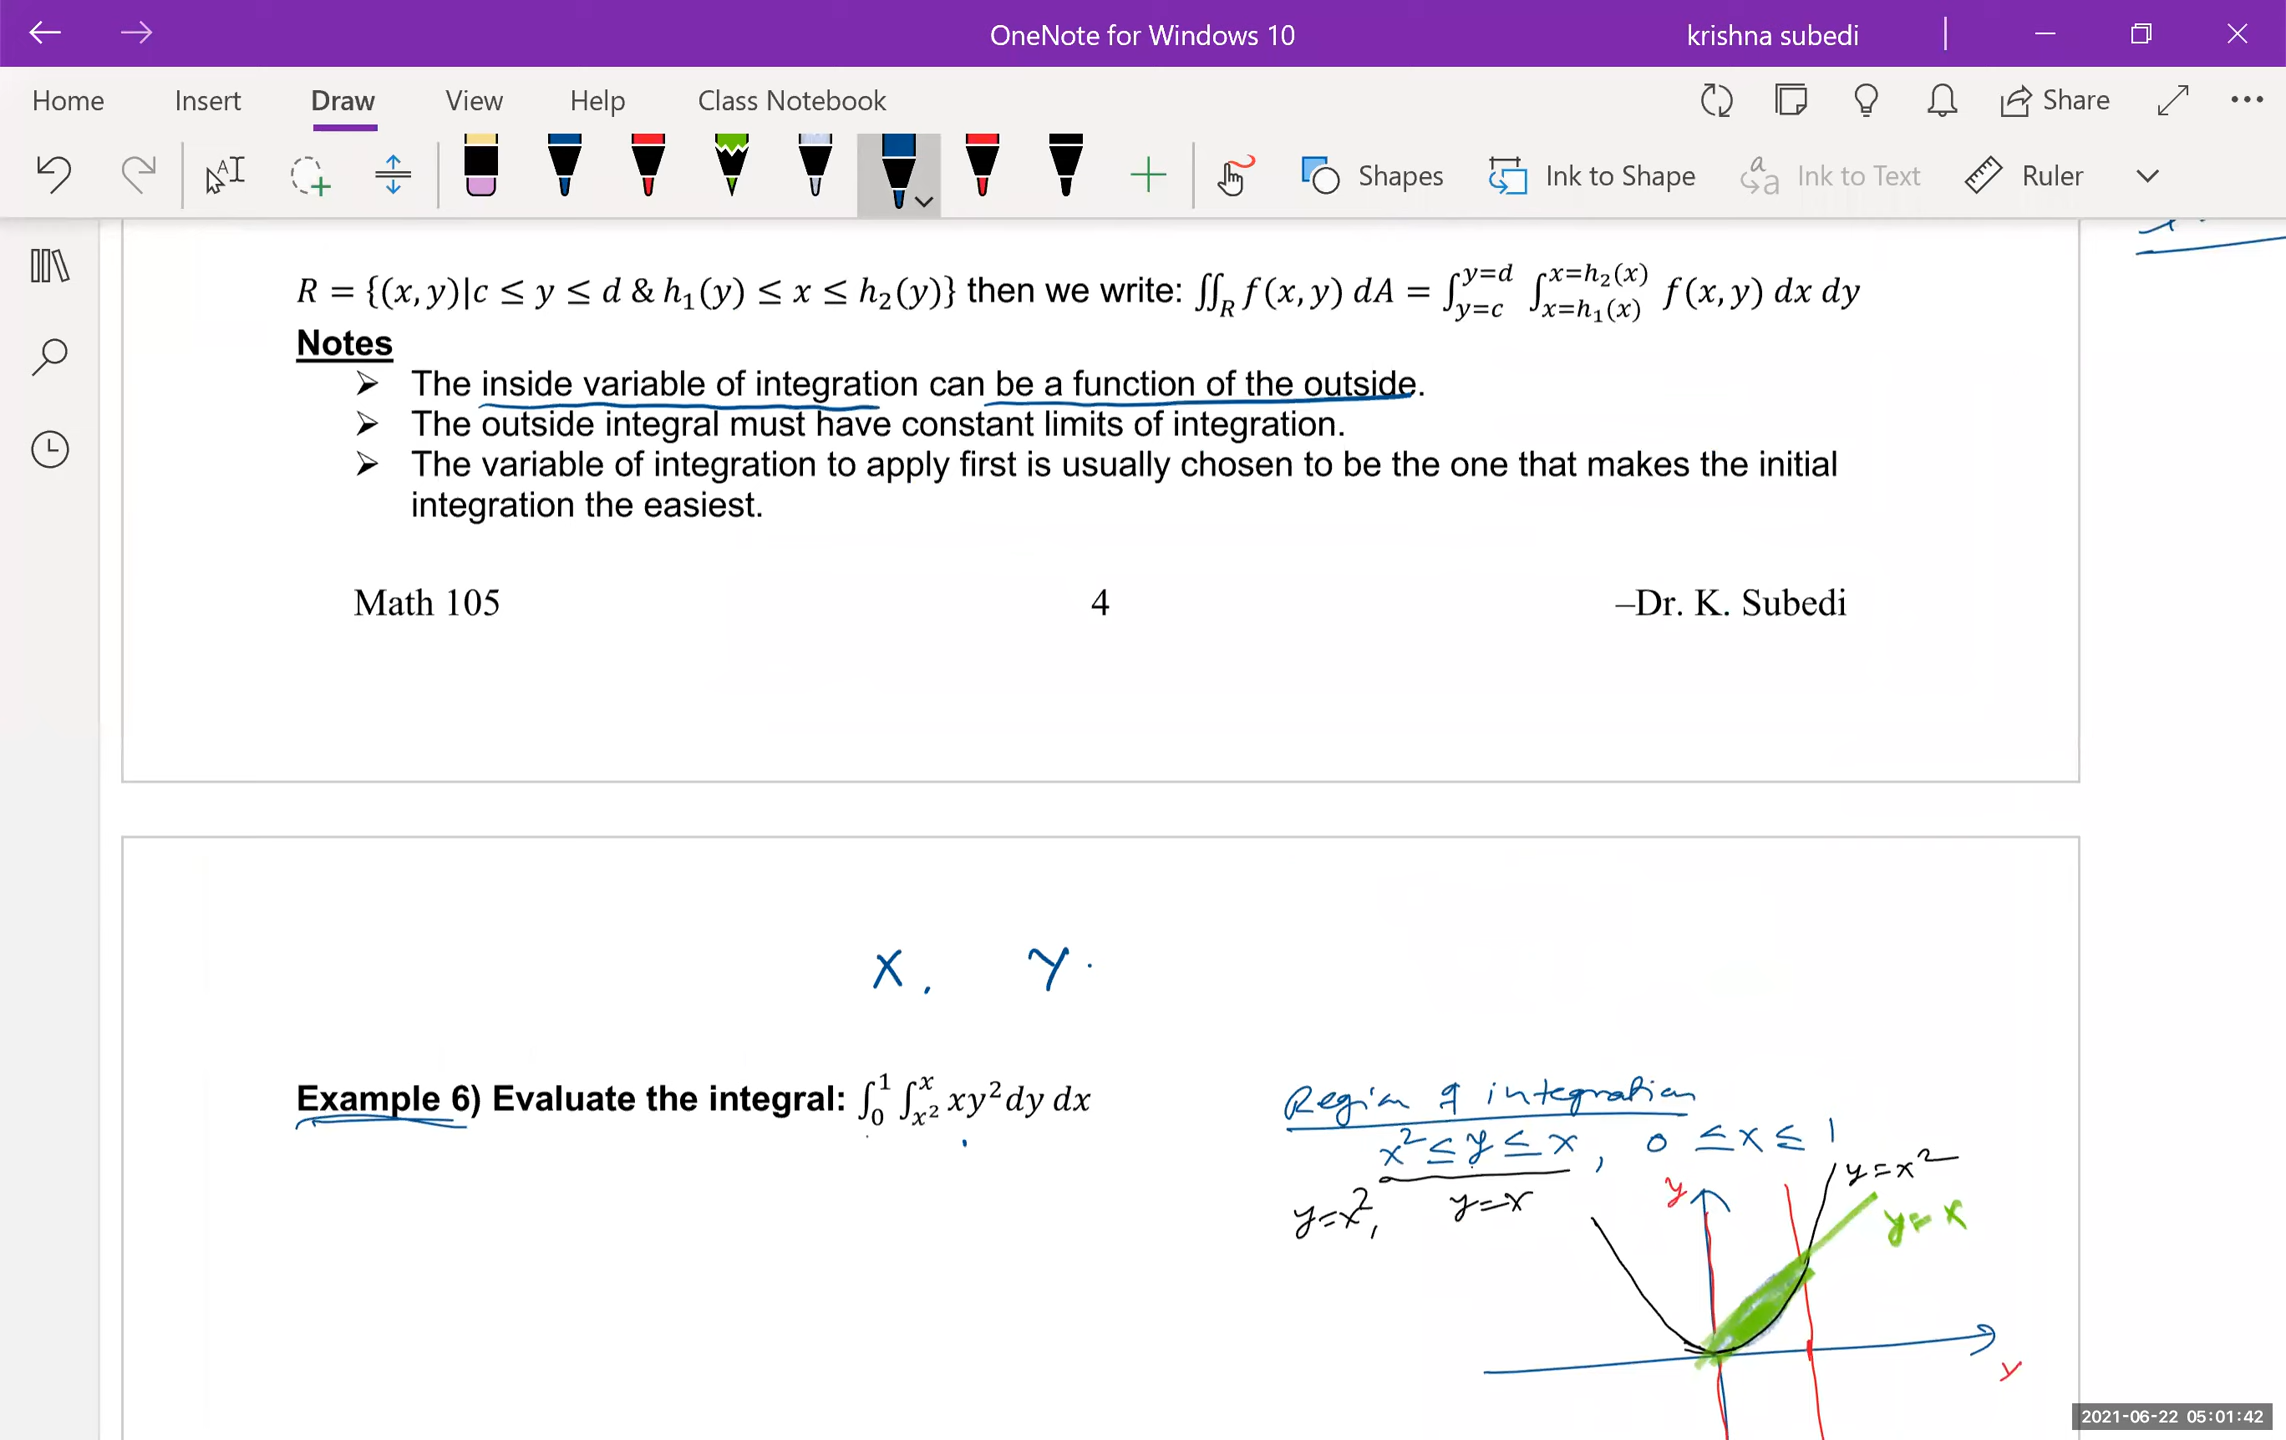 OneNote for Windows 10
krishna subedi
Home Insert Draw View Help Class Notebook Share
Shapes Ink to Shape Ink to Text Ruler
R = {(x, y)|c ≤ y ≤ d & h₁(y) ≤ x ≤ h₂(y)} then we write: ∬_R f(x, y) dA = ∫_{y=c}^{y=d} ∫_{x=h₁(x)}^{x=h₂(x)} f(x, y) dx dy
Notes
➤ The inside variable of integration can be a function of the outside.
➤ The outside integral must have constant limits of integration.
➤ The variable of integration to apply first is usually chosen to be the one that makes the initial
integration the easiest.
Math 105 4 –Dr. K. Subedi
x, y.
Example 6) Evaluate the integral: ∫_0^1 ∫_{x²}^x xy² dy dx
Region of integration
x² ≤ y ≤ x, 0 ≤ x ≤ 1
y = x², y = x
y = x²
y = x
y
2021-06-22 05:01:42